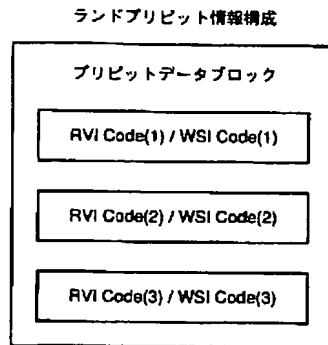 ランドプリピット情報構成
プリピットデータブロック
RVI Code(1) / WSI Code(1)
RVI Code(2) / WSI Code(2)
RVI Code(3) / WSI Code(3)